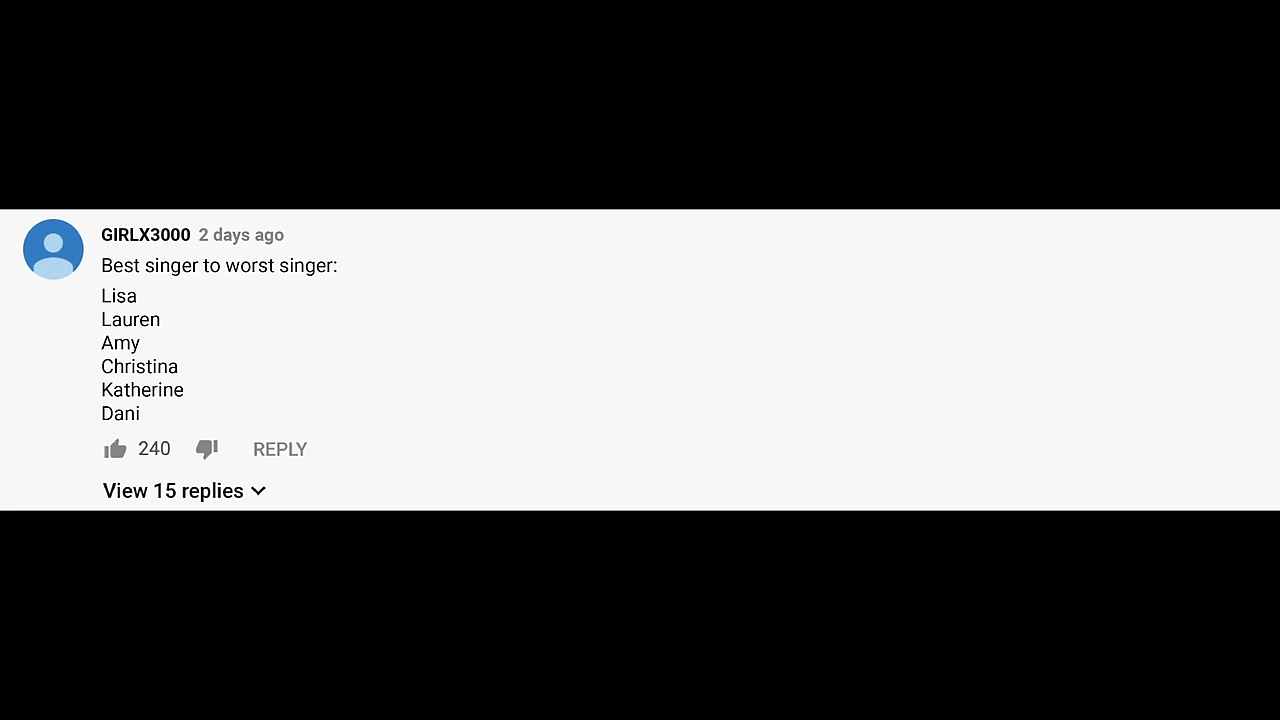 GIRLX3000 2 days ago
Best singer to worst singer:
Lisa
Lauren
Amy
Christina
Katherine
Dani
240 REPLY
View 15 replies